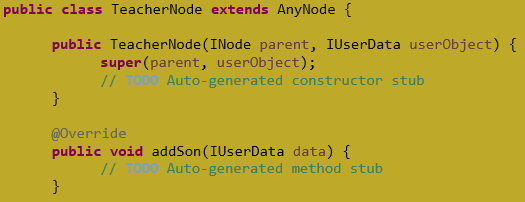 public class TeacherNode extends AnyNode {
public TeacherNode(INode parent, IUserData userObject) {
super(parent, userObject);
// TODO Auto-generated constructor stub
}
@Override
public void addSon(IUserData data) {
// TODO Auto-generated method stub
}